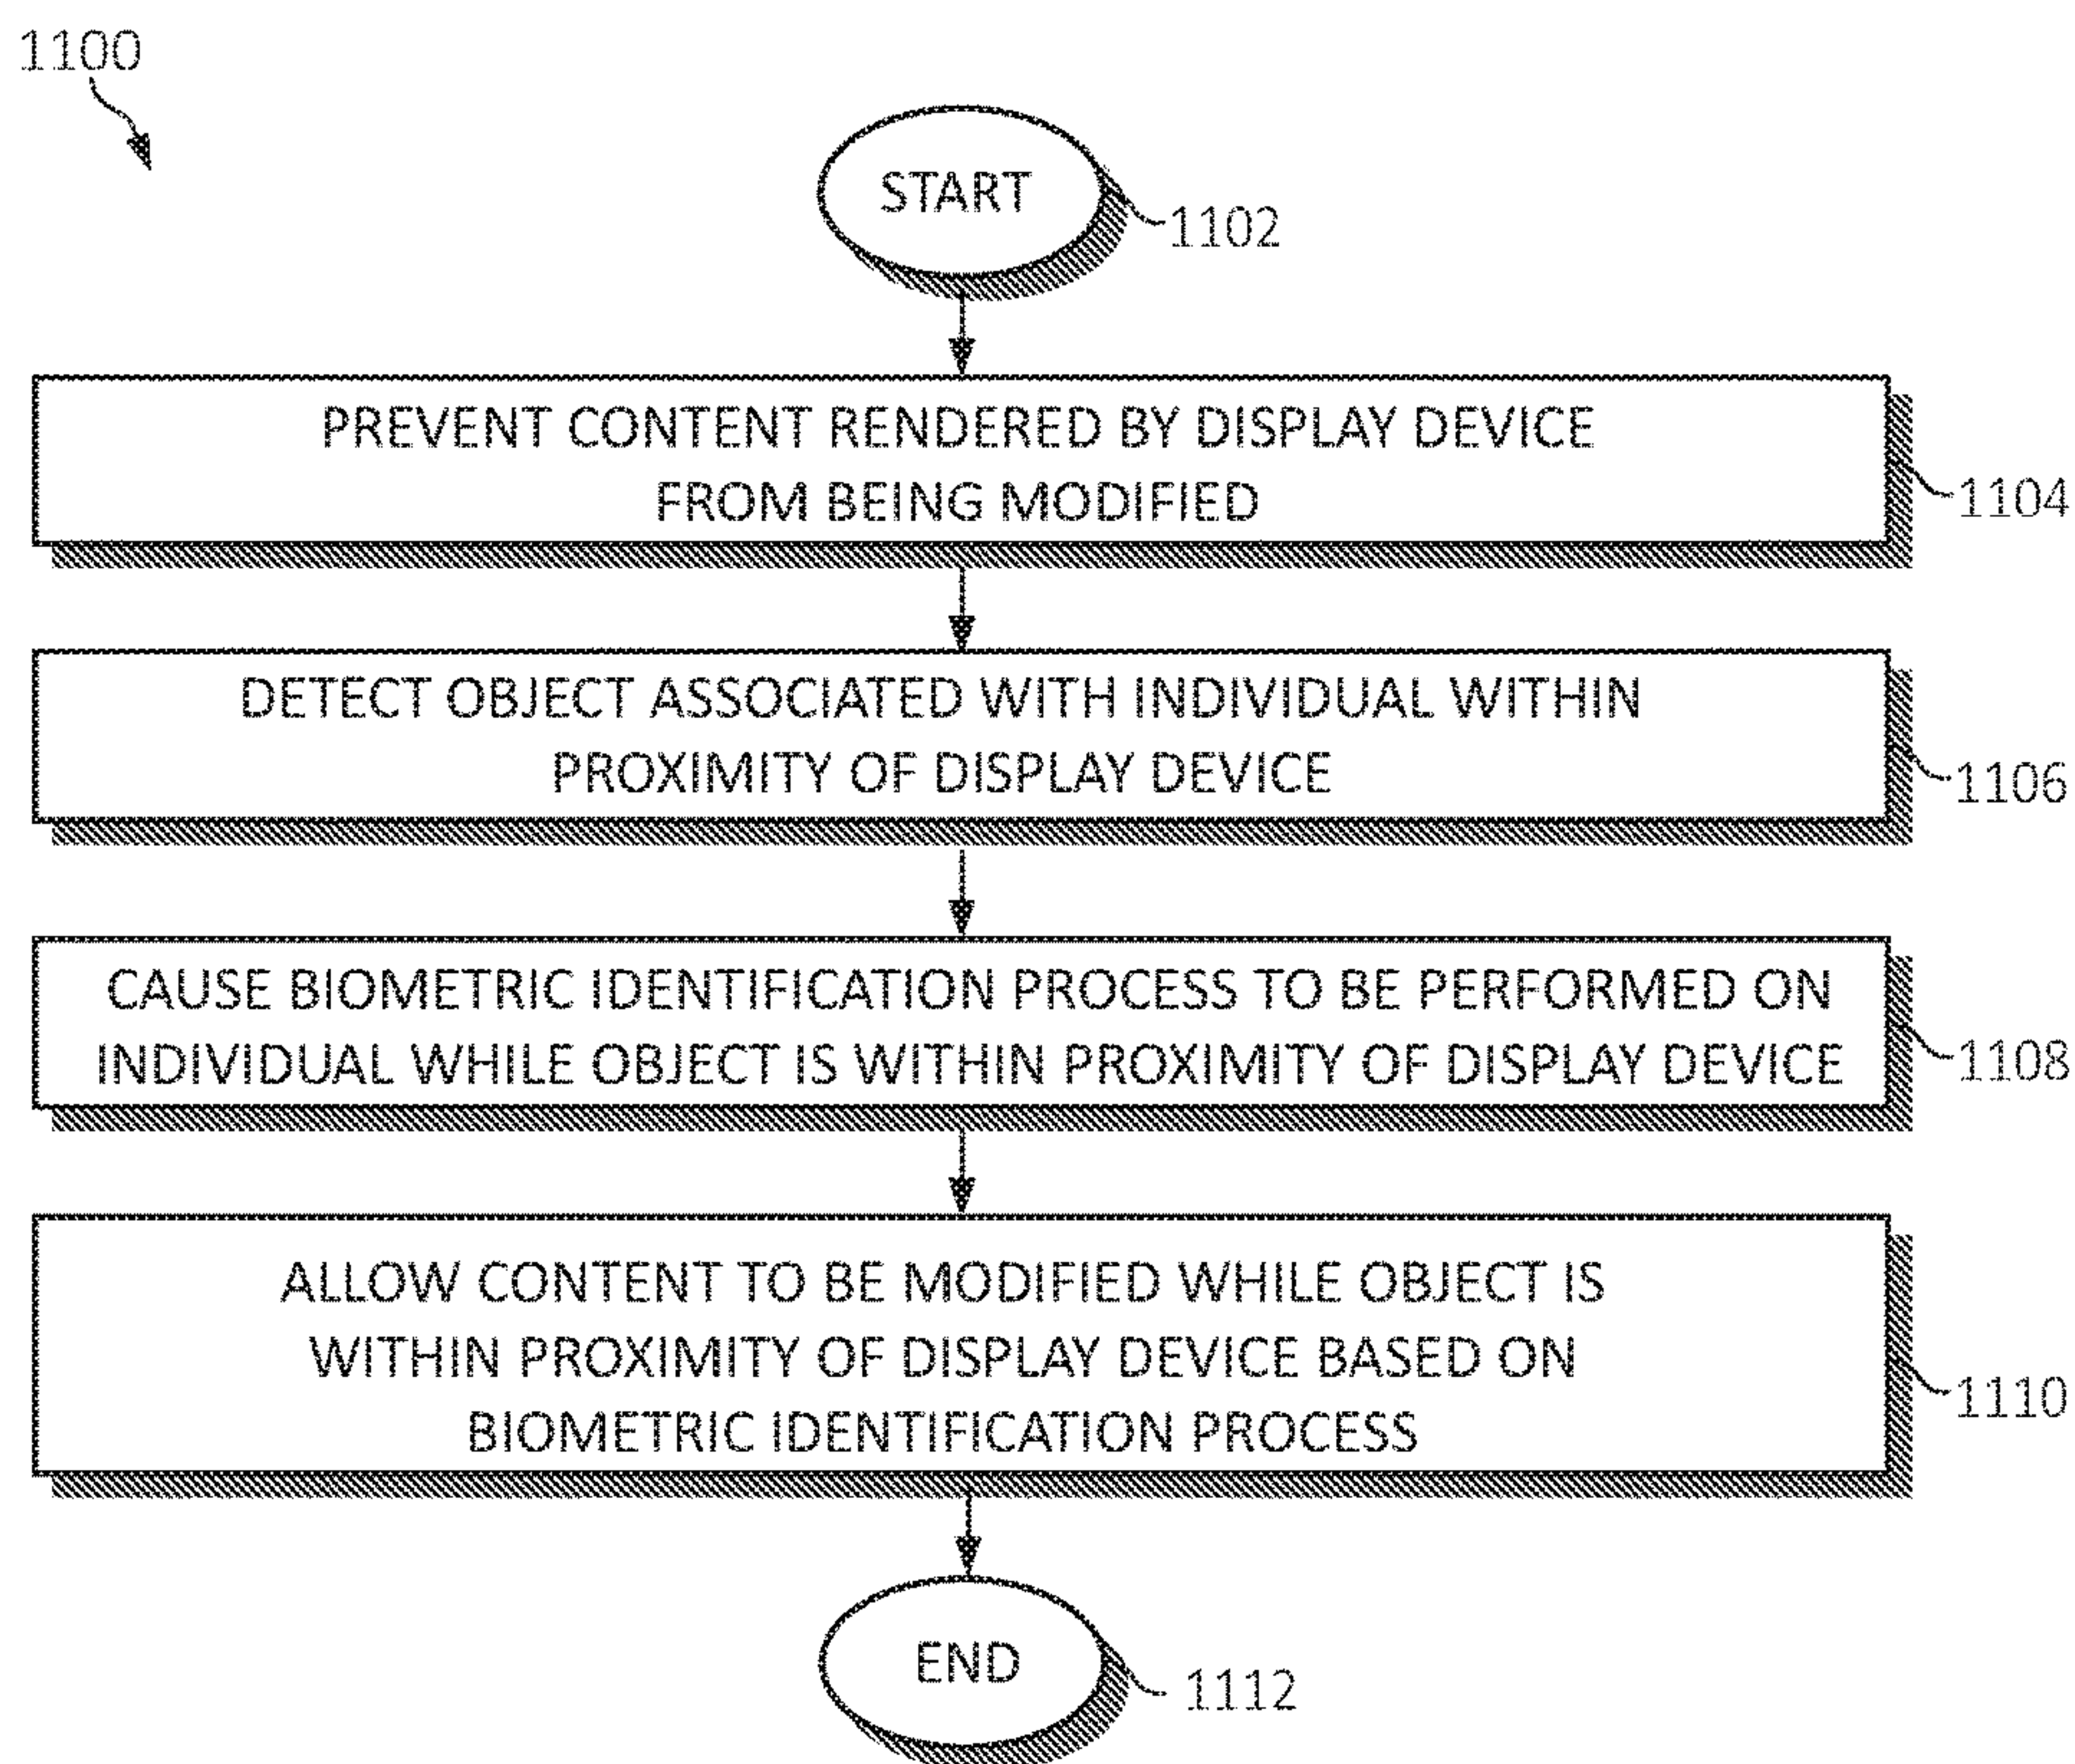 1100
START
1102
PREVENT CONTENT RENDERED BY DISPLAY DEVICE
FROM BEING MODIFIED
1104
DETECT OBJECT ASSOCIATED WITH INDIVIDUAL WITHIN
PROXIMITY OF DISPLAY DEVICE
1106
CAUSE BIOMETRIC IDENTIFICATION PROCESS TO BE PERFORMED ON
INDIVIDUAL WHILE OBJECT IS WITHIN PROXIMITY OF DISPLAY DEVICE
1108
ALLOW CONTENT TO BE MODIFIED WHILE OBJECT IS
WITHIN PROXIMITY OF DISPLAY DEVICE BASED ON
BIOMETRIC IDENTIFICATION PROCESS
1110
END
1112